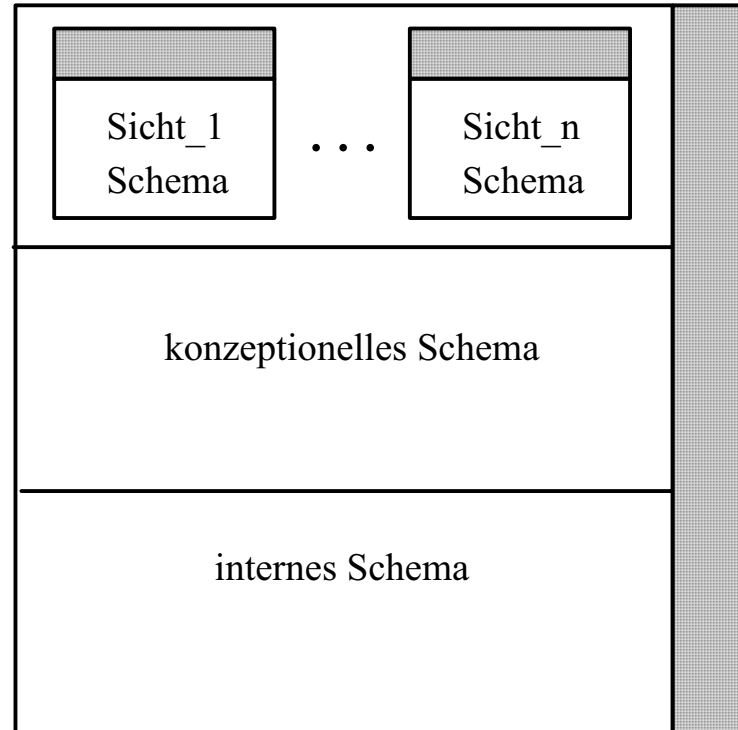 Sicht_1
Schema
. . .
Sicht_n
Schema
konzeptionelles Schema
internes Schema